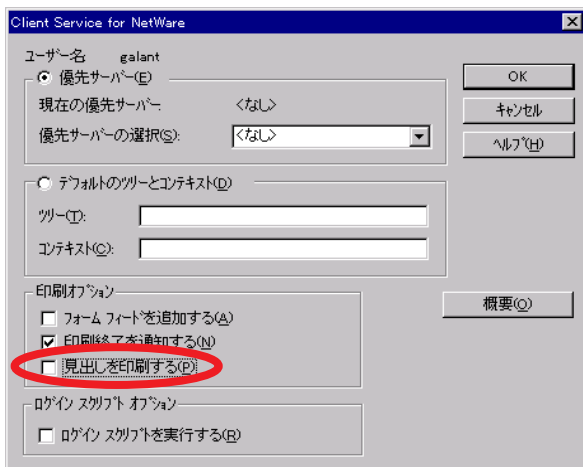 Client Service for NetWare
ユーザー名 galant
優先サーバー(E)
現在の優先サーバー: <なし>
優先サーバーの選択(S): <なし>
OK
キャンセル
ヘルプ(H)
デフォルトのツリーとコンテキスト(D)
ツリー(T):
コンテキスト(C):
印刷オプション
フォーム フィードを追加する(A)
印刷終了を通知する(N)
見出しを印刷する(P)
概要(O)
ログイン スクリプト オプション
ログイン スクリプトを実行する(R)